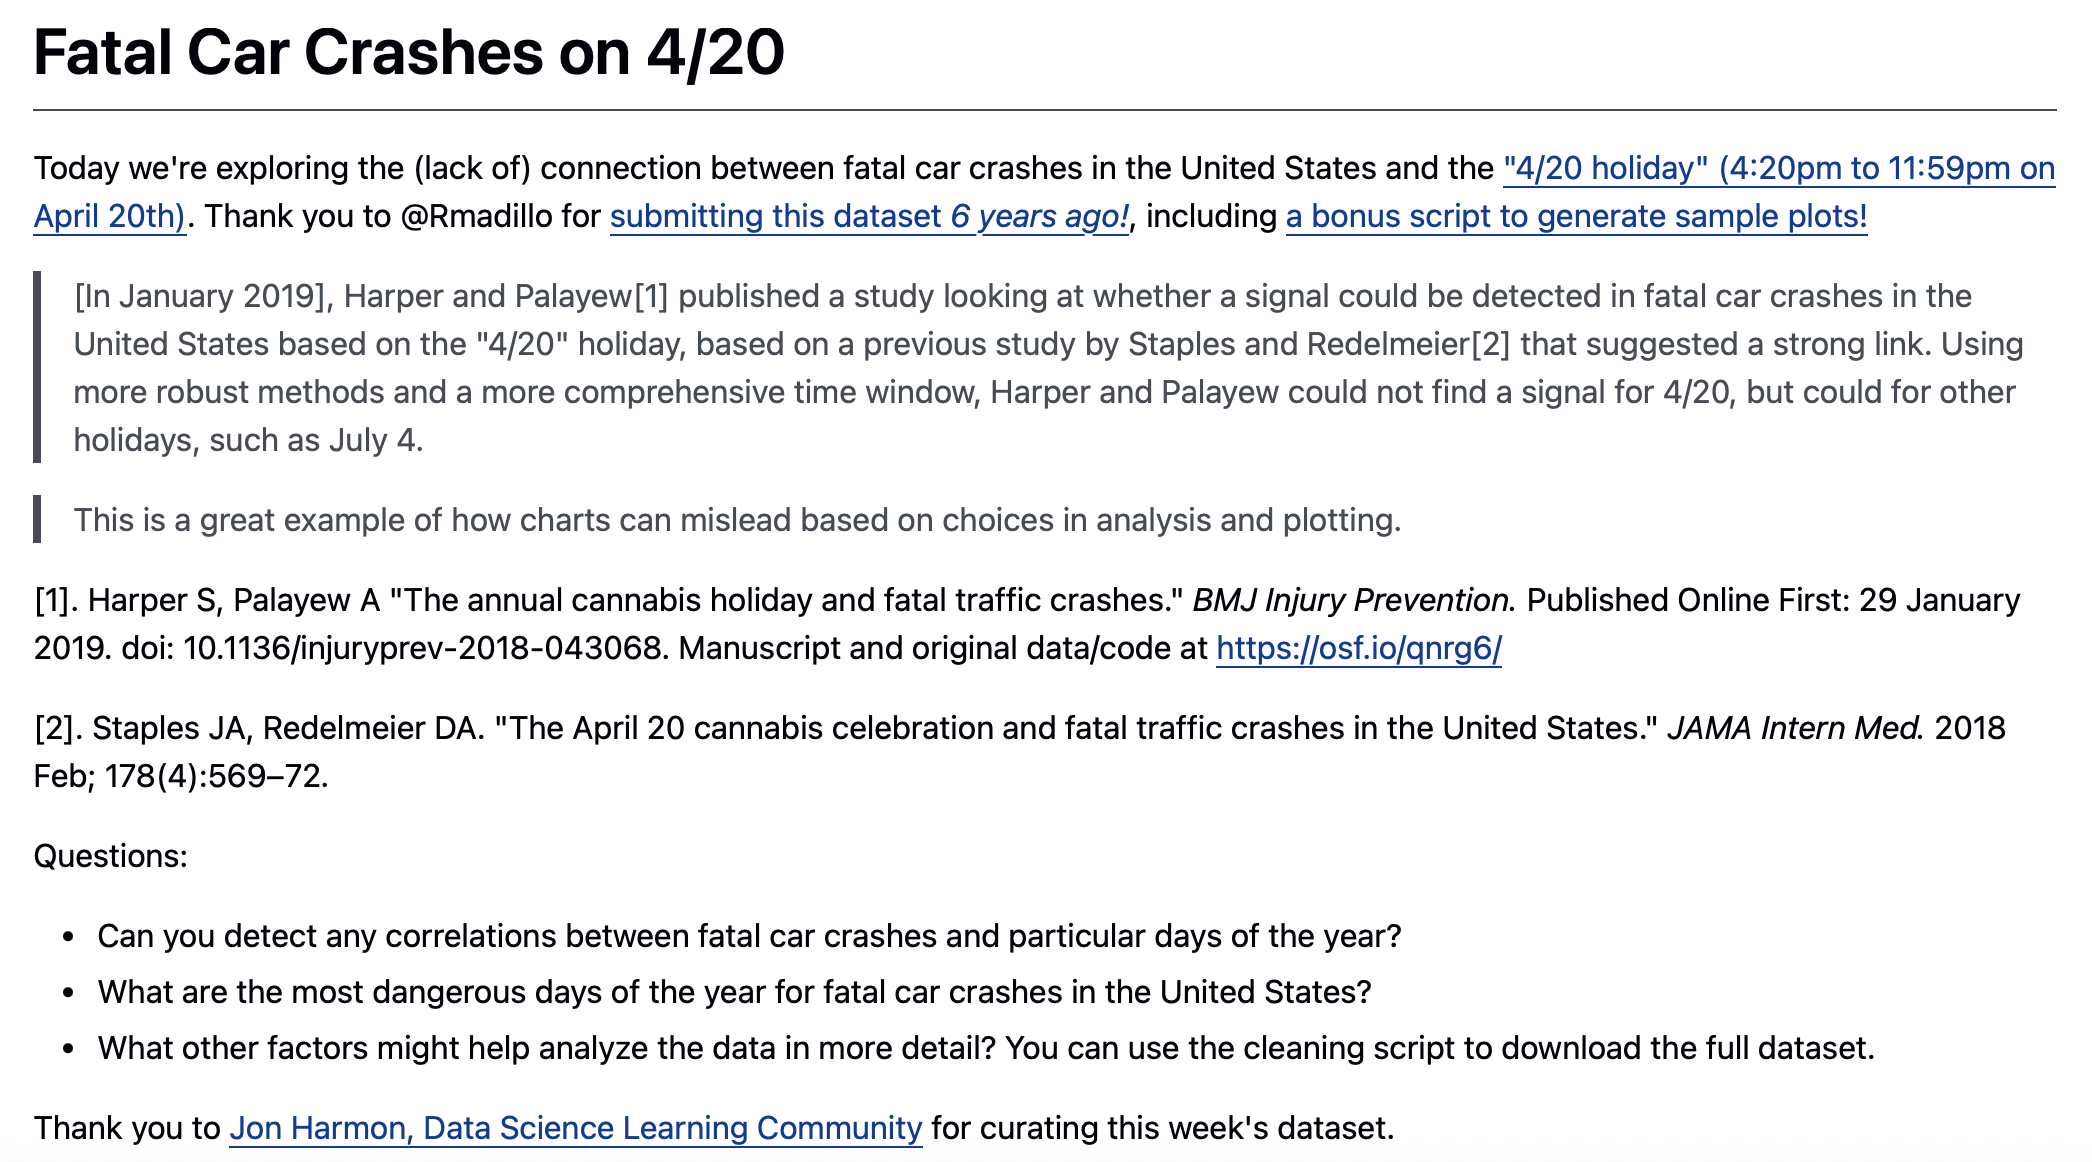 Fatal Car Crashes on 4/20
Today we're exploring the (lack of) connection between fatal car crashes in the United States and the "4/20 holiday" (4:20pm to 11:59pm on
April 20th). Thank you to @Rmadillo for submitting this dataset 6 years ago!, including a bonus script to generate sample plots!
[In January 2019], Harper and Palayew[1] published a study looking at whether a signal could be detected in fatal car crashes in the
United States based on the "4/20" holiday, based on a previous study by Staples and Redelmeier[2] that suggested a strong link. Using
more robust methods and a more comprehensive time window, Harper and Palayew could not find a signal for 4/20, but could for other
holidays, such as July 4.
This is a great example of how charts can mislead based on choices in analysis and plotting.
[1]. Harper S, Palayew A "The annual cannabis holiday and fatal traffic crashes." BMJ Injury Prevention. Published Online First: 29 January
2019. doi: 10.1136/injuryprev-2018-043068. Manuscript and original data/code at https://osf.io/qnrg6/
[2]. Staples JA, Redelmeier DA. "The April 20 cannabis celebration and fatal traffic crashes in the United States." JAMA Intern Med. 2018
Feb; 178(4):569–72.
Questions:
• Can you detect any correlations between fatal car crashes and particular days of the year?
• What are the most dangerous days of the year for fatal car crashes in the United States?
• What other factors might help analyze the data in more detail? You can use the cleaning script to download the full dataset.
Thank you to Jon Harmon, Data Science Learning Community for curating this week's dataset.